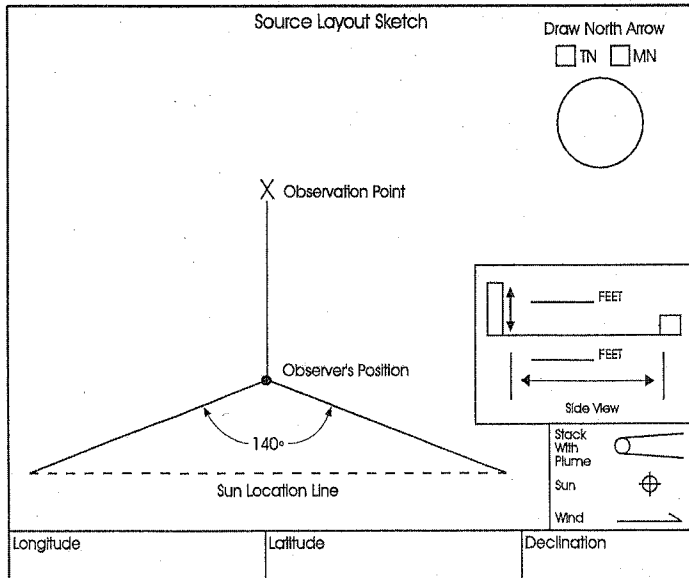 Source Layout Sketch
Draw North Arrow
TN MN
X Observation Point
FEET
Observer's Position
FEET
Side View
140°
Sun Location Line
Stack
With
Plume
Sun
Wind
Longitude
Latitude
Declination